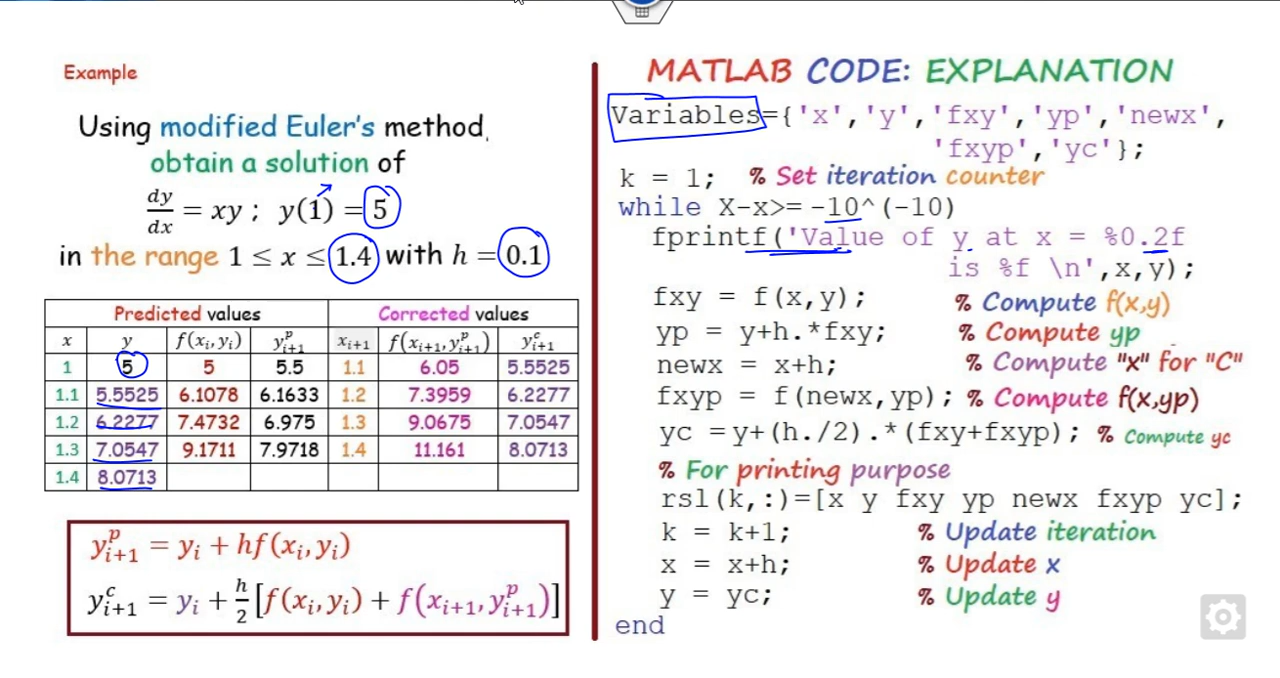 Example
Using modified Euler's method,
obtain a solution of
dy/dx = xy ; y(1) = 5
in the range 1 ≤ x ≤ 1.4 with h = 0.1
Predicted values Corrected values
x y f(xᵢ, yᵢ) yᵖᵢ₊₁ xᵢ₊₁ f(xᵢ₊₁, yᵖᵢ₊₁) yᶜᵢ₊₁
1 5 5 5.5 1.1 6.05 5.5525
1.1 5.5525 6.1078 6.1633 1.2 7.3959 6.2277
1.2 6.2277 7.4732 6.975 1.3 9.0675 7.0547
1.3 7.0547 9.1711 7.9718 1.4 11.161 8.0713
1.4 8.0713
yᵖᵢ₊₁ = yᵢ + hf(xᵢ, yᵢ)
yᶜᵢ₊₁ = yᵢ + h/2 [f(xᵢ, yᵢ) + f(xᵢ₊₁, yᵖᵢ₊₁)]
MATLAB CODE: EXPLANATION
Variables={'x','y','fxy','yp','newx',
'fxyp','yc'};
k = 1; % Set iteration counter
while X-x>= -10^(-10)
fprintf('Value of y at x = %0.2f
is %f \n',x,y);
fxy = f(x,y); % Compute f(x,y)
yp = y+h.*fxy; % Compute yp
newx = x+h; % Compute "x" for "C"
fxyp = f(newx,yp); % Compute f(x,yp)
yc =y+(h./2).*(fxy+fxyp); % Compute yc
% For printing purpose
rsl(k,:)=[x y fxy yp newx fxyp yc];
k = k+1; % Update iteration
x = x+h; % Update x
y = yc; % Update y
end